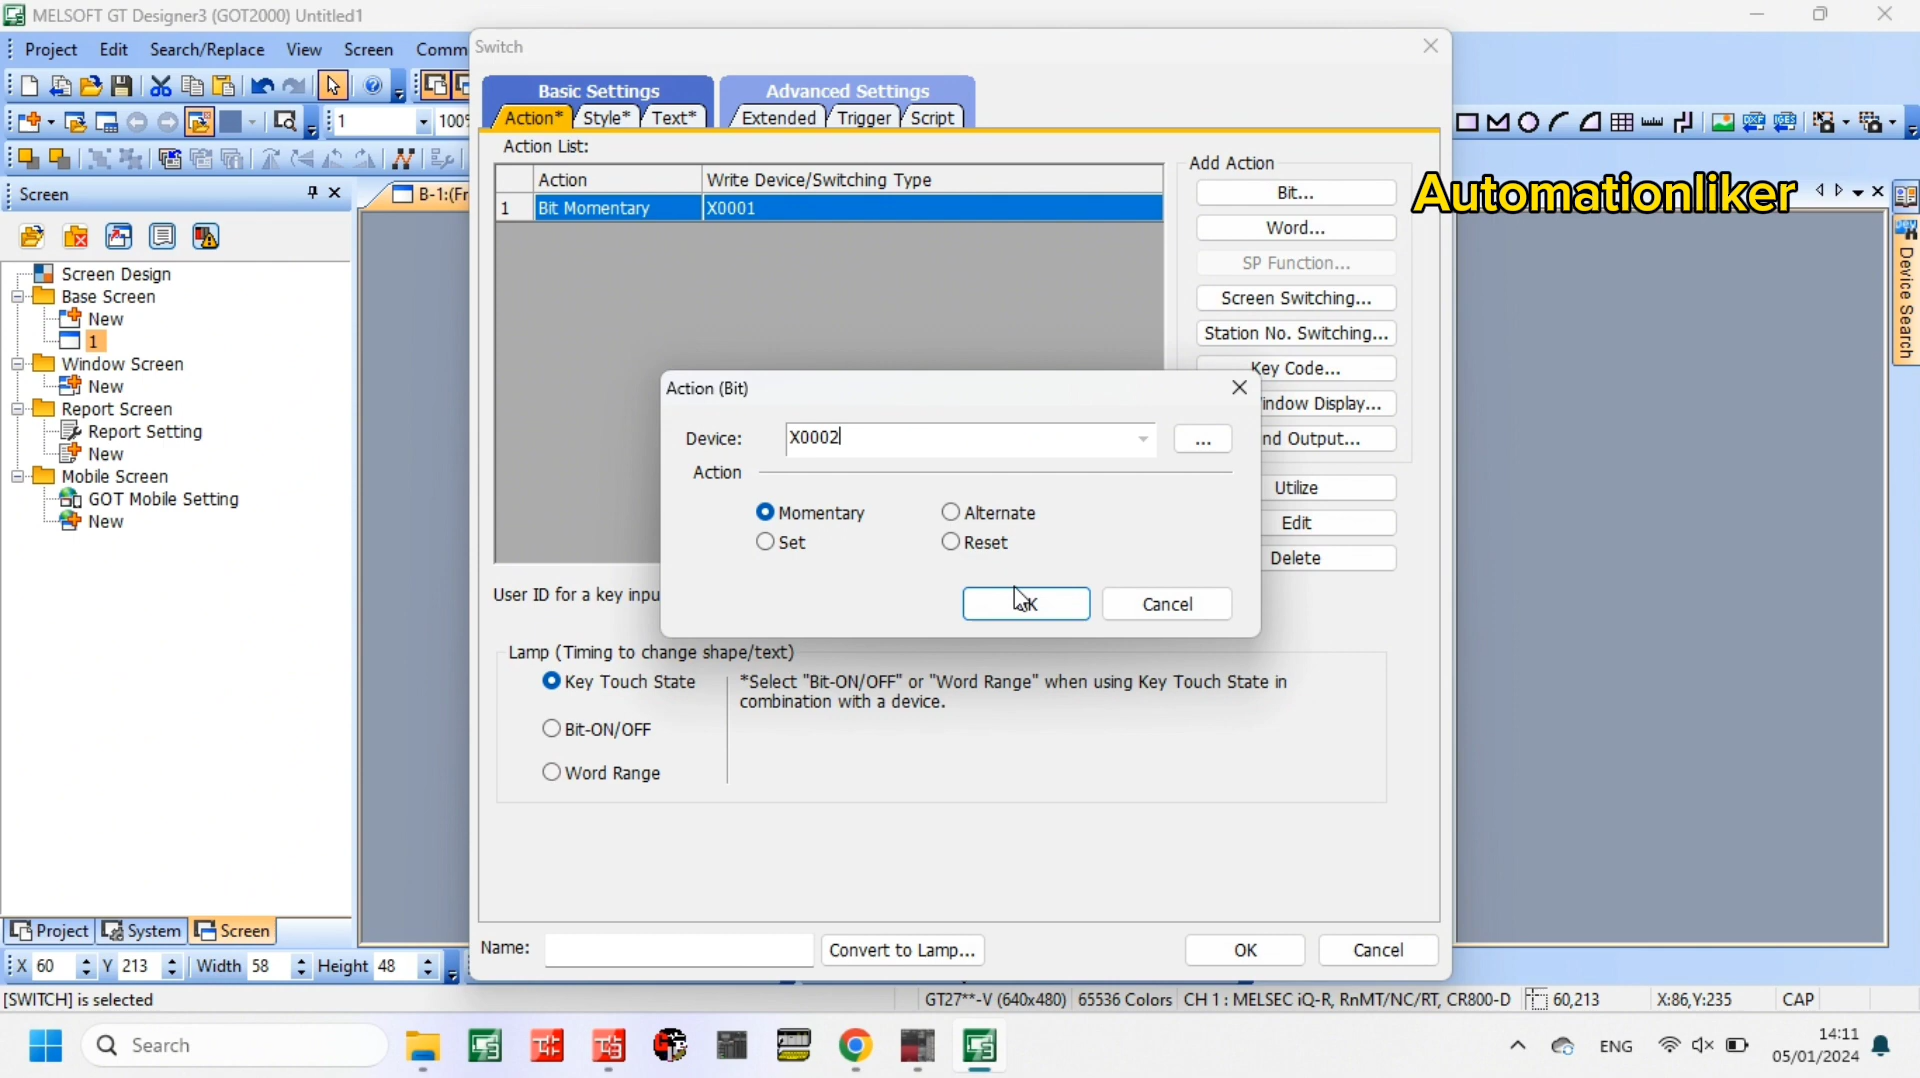 MELSOFT GT Designer3 (GOT2000) Untitled1
Project Edit Search/Replace View Screen Comm
1 100%
Screen
B-1:(Fr
Screen Design
Base Screen
New
1
Window Screen
New
Report Screen
Report Setting
New
Mobile Screen
GOT Mobile Setting
New
Project System Screen
X 60 Y 213 Width 58 Height 48
[SWITCH] is selected
Switch
Basic Settings Advanced Settings
Action* Style* Text* Extended Trigger Script
Action List:
Action Write Device/Switching Type
1 Bit Momentary X0001
Add Action
Bit...
Word...
SP Function...
Screen Switching...
Station No. Switching...
Key Code...
indow Display...
nd Output...
Utilize
Edit
Delete
Automationliker
Device Search
Action (Bit)
Device: X0002 ...
Action
Momentary Alternate
Set Reset
OK Cancel
User ID for a key inpu
Lamp (Timing to change shape/text)
Key Touch State
Bit-ON/OFF
Word Range
*Select "Bit-ON/OFF" or "Word Range" when using Key Touch State in
combination with a device.
Name: Convert to Lamp... OK Cancel
GT27**-V (640x480) 65536 Colors CH 1 : MELSEC iQ-R, RnMT/NC/RT, CR800-D 60,213 X:86,Y:235 CAP
Search
ENG
14:11
05/01/2024